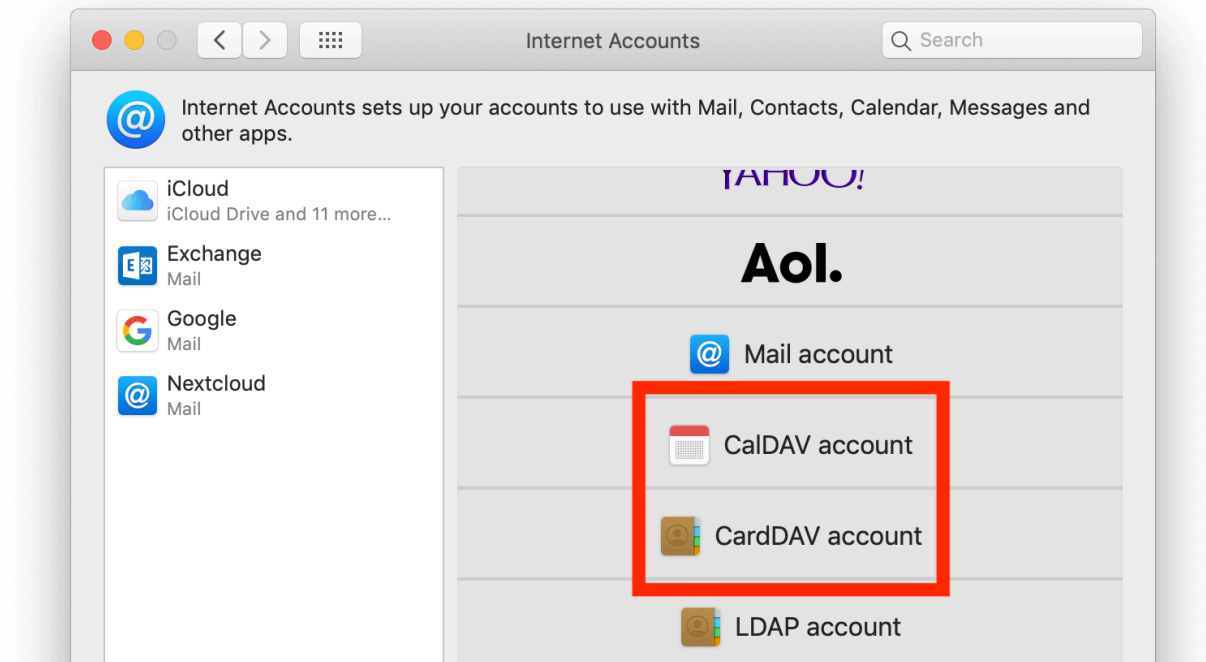 Internet Accounts
Search
Internet Accounts sets up your accounts to use with Mail, Contacts, Calendar, Messages and
other apps.
iCloud
iCloud Drive and 11 more...
Exchange
Mail
Google
Mail
Nextcloud
Mail
YAHOO!
Aol.
Mail account
CalDAV account
CardDAV account
LDAP account